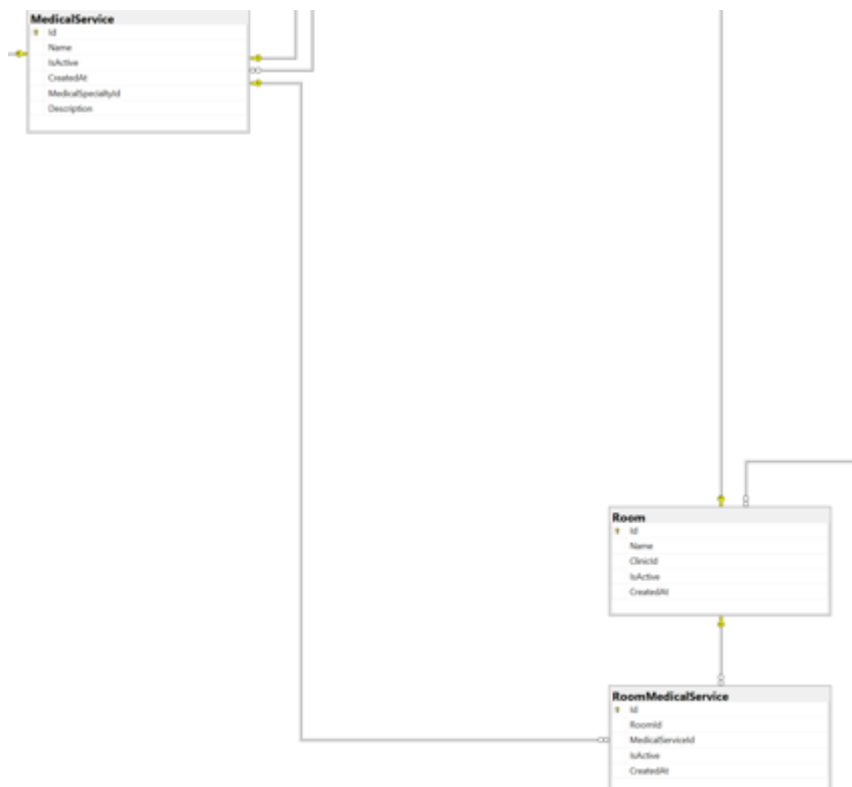 MedicalService
Id
Name
IsActive
CreatedAt
MedicalSpecialtyId
Description
Room
Id
Name
ClinicId
IsActive
CreatedAt
RoomMedicalService
Id
RoomId
MedicalServiceId
IsActive
CreatedAt